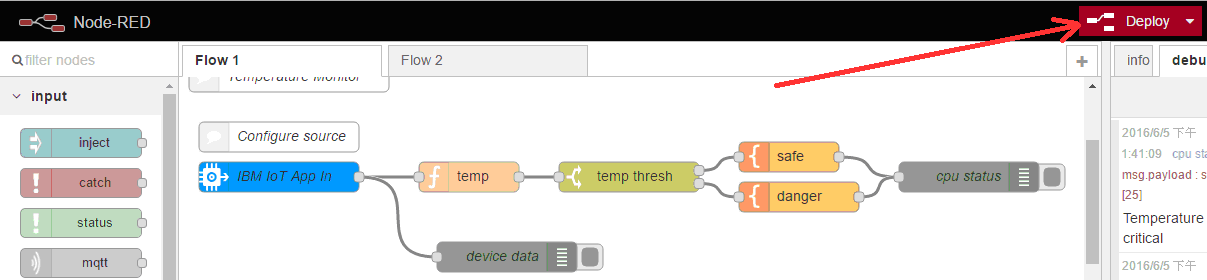 Node-RED
Deploy
filter nodes
Flow 1
Flow 2
info
debu
Temperature Monitor
input
Configure source
inject
IBM IoT App In
temp
temp thresh
safe
danger
cpu status
catch
status
mqtt
device data
2016/6/5 下午
1:41:09 cpu sta
msg.payload : s
[25]
Temperature
critical
2016/6/5 下午